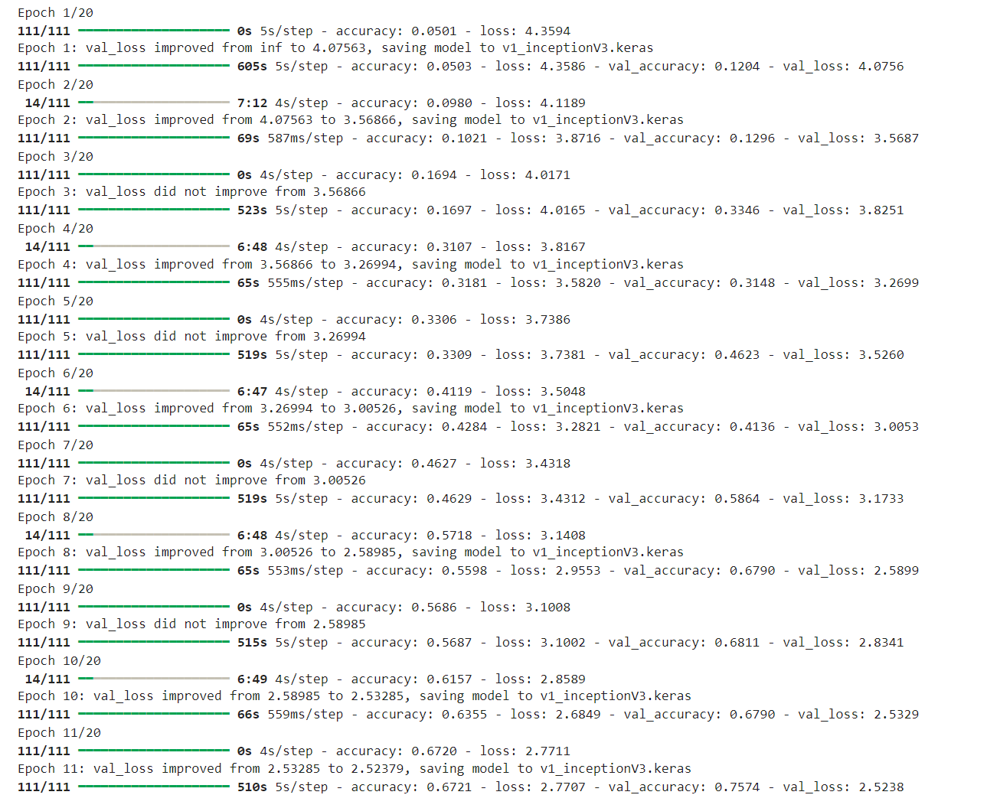 Epoch 1/20
111/111 0s 5s/step - accuracy: 0.0501 - loss: 4.3594
Epoch 1: val_loss improved from inf to 4.07563, saving model to v1_inceptionV3.keras
111/111 605s 5s/step - accuracy: 0.0503 - loss: 4.3586 - val_accuracy: 0.1204 - val_loss: 4.0756
Epoch 2/20
14/111 7:12 4s/step - accuracy: 0.0980 - loss: 4.1189
Epoch 2: val_loss improved from 4.07563 to 3.56866, saving model to v1_inceptionV3.keras
111/111 69s 587ms/step - accuracy: 0.1021 - loss: 3.8716 - val_accuracy: 0.1296 - val_loss: 3.5687
Epoch 3/20
111/111 0s 4s/step - accuracy: 0.1694 - loss: 4.0171
Epoch 3: val_loss did not improve from 3.56866
111/111 523s 5s/step - accuracy: 0.1697 - loss: 4.0165 - val_accuracy: 0.3346 - val_loss: 3.8251
Epoch 4/20
14/111 6:48 4s/step - accuracy: 0.3107 - loss: 3.8167
Epoch 4: val_loss improved from 3.56866 to 3.26994, saving model to v1_inceptionV3.keras
111/111 65s 555ms/step - accuracy: 0.3181 - loss: 3.5820 - val_accuracy: 0.3148 - val_loss: 3.2699
Epoch 5/20
111/111 0s 4s/step - accuracy: 0.3306 - loss: 3.7386
Epoch 5: val_loss did not improve from 3.26994
111/111 519s 5s/step - accuracy: 0.3309 - loss: 3.7381 - val_accuracy: 0.4623 - val_loss: 3.5260
Epoch 6/20
14/111 6:47 4s/step - accuracy: 0.4119 - loss: 3.5048
Epoch 6: val_loss improved from 3.26994 to 3.00526, saving model to v1_inceptionV3.keras
111/111 65s 552ms/step - accuracy: 0.4284 - loss: 3.2821 - val_accuracy: 0.4136 - val_loss: 3.0053
Epoch 7/20
111/111 0s 4s/step - accuracy: 0.4627 - loss: 3.4318
Epoch 7: val_loss did not improve from 3.00526
111/111 519s 5s/step - accuracy: 0.4629 - loss: 3.4312 - val_accuracy: 0.5864 - val_loss: 3.1733
Epoch 8/20
14/111 6:48 4s/step - accuracy: 0.5718 - loss: 3.1408
Epoch 8: val_loss improved from 3.00526 to 2.58985, saving model to v1_inceptionV3.keras
111/111 65s 553ms/step - accuracy: 0.5598 - loss: 2.9553 - val_accuracy: 0.6790 - val_loss: 2.5899
Epoch 9/20
111/111 0s 4s/step - accuracy: 0.5686 - loss: 3.1008
Epoch 9: val_loss did not improve from 2.58985
111/111 515s 5s/step - accuracy: 0.5687 - loss: 3.1002 - val_accuracy: 0.6811 - val_loss: 2.8341
Epoch 10/20
14/111 6:49 4s/step - accuracy: 0.6157 - loss: 2.8589
Epoch 10: val_loss improved from 2.58985 to 2.53285, saving model to v1_inceptionV3.keras
111/111 66s 559ms/step - accuracy: 0.6355 - loss: 2.6849 - val_accuracy: 0.6790 - val_loss: 2.5329
Epoch 11/20
111/111 0s 4s/step - accuracy: 0.6720 - loss: 2.7711
Epoch 11: val_loss improved from 2.53285 to 2.52379, saving model to v1_inceptionV3.keras
111/111 510s 5s/step - accuracy: 0.6721 - loss: 2.7707 - val_accuracy: 0.7574 - val_loss: 2.5238